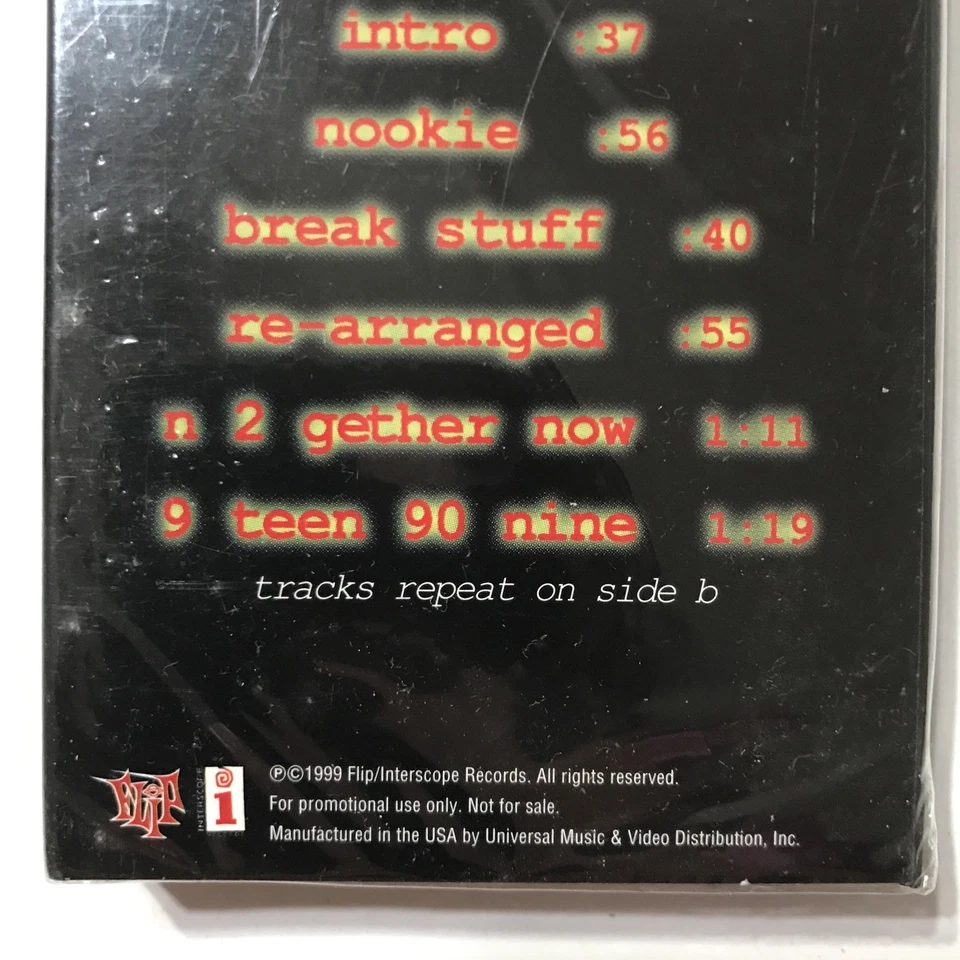 intro :37
nookie :56
break stuff :40
re-arranged :55
n 2 gether now 1:11
9 teen 90 nine 1:19
tracks repeat on side b
FLIP
INTERSCOPE
i
℗©1999 Flip/Interscope Records. All rights reserved.
For promotional use only. Not for sale.
Manufactured in the USA by Universal Music & Video Distribution, Inc.